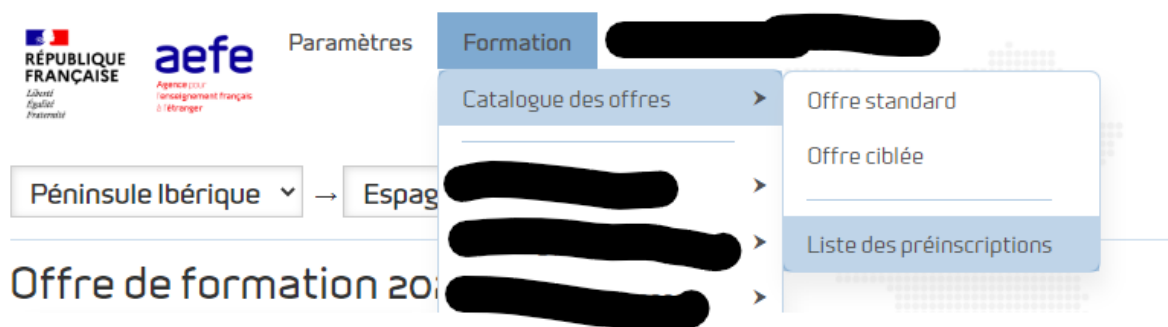 RÉPUBLIQUE
FRANÇAISE
Liberté
Égalité
Fraternité
aefe
Agence pour
l'enseignement français
à l'étranger
Paramètres
Formation
Catalogue des offres
Offre standard
Offre ciblée
Liste des préinscriptions
Péninsule Ibérique → Espag
Offre de formation 20